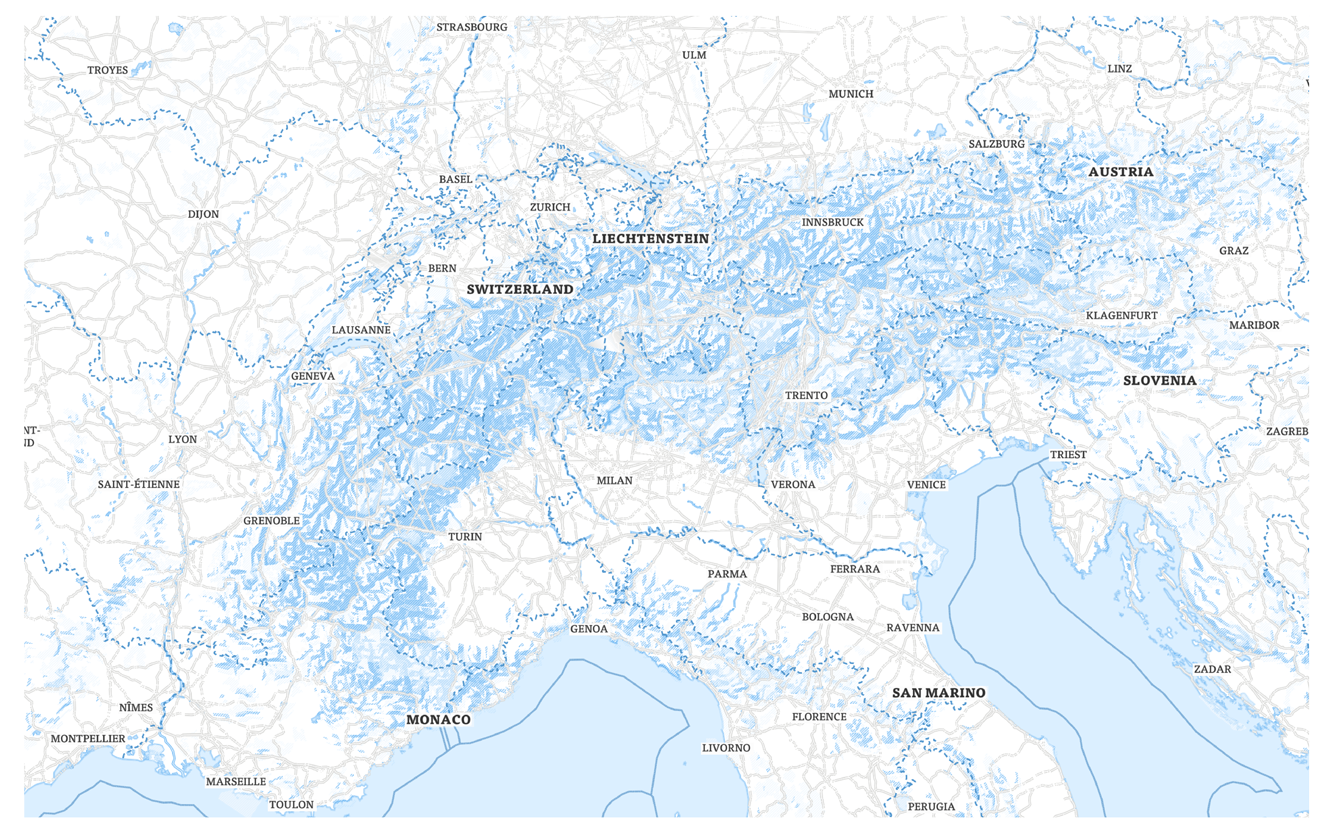 STRASBOURG
ULM
TROYES
LINZ
MUNICH
SALZBURG
AUSTRIA
BASEL
ZURICH
DIJON
INNSBRUCK
LIECHTENSTEIN
GRAZ
BERN
SWITZERLAND
KLAGENFURT
MARIBOR
LAUSANNE
GENEVA
SLOVENIA
TRENTO
NT-
ND
LYON
ZAGREB
TRIEST
SAINT-ÉTIENNE
MILAN
VERONA
VENICE
GRENOBLE
TURIN
FERRARA
PARMA
BOLOGNA
GENOA
RAVENNA
ZADAR
SAN MARINO
NÎMES
MONACO
FLORENCE
MONTPELLIER
LIVORNO
MARSEILLE
TOULON
PERUGIA